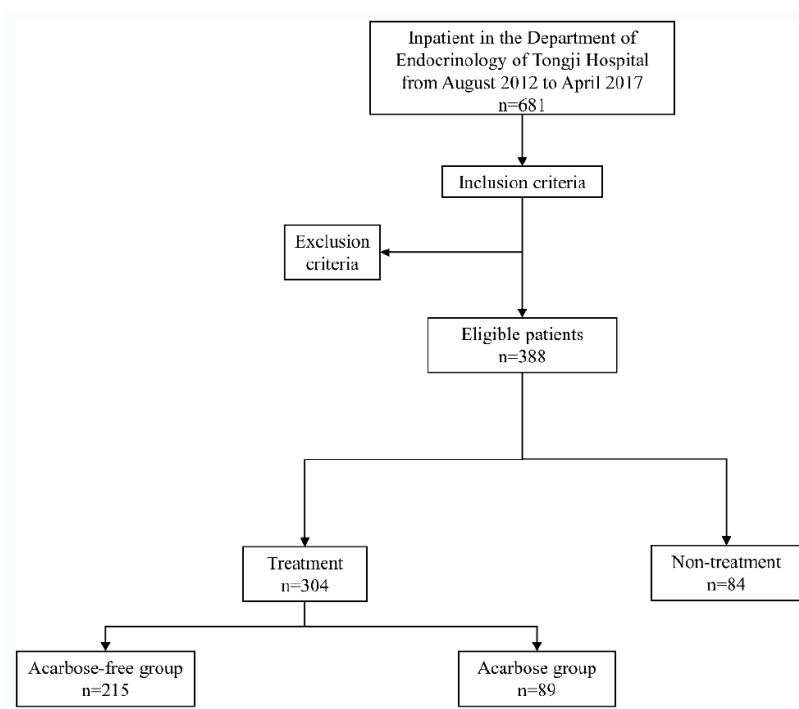 Inpatient in the Department of
Endocrinology of Tongji Hospital
from August 2012 to April 2017
n=681
Inclusion criteria
Exclusion
criteria
Eligible patients
n=388
Treatment
n=304
Non-treatment
n=84
Acarbose-free group
n=215
Acarbose group
n=89